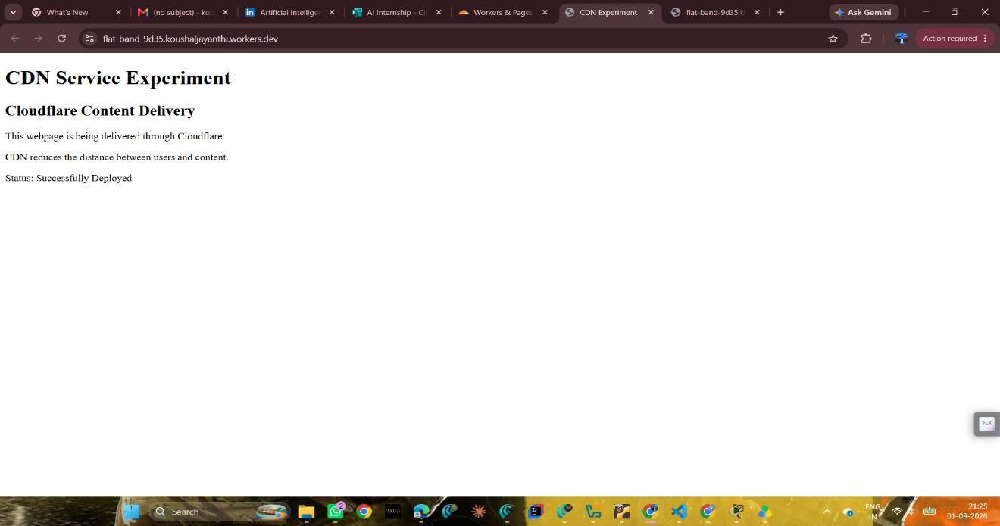 What's New
(no subject) - kou
Artificial Intellige
AI Internship - CI
Workers & Pages
CDN Experiment
flat-band-9d35.k
Ask Gemini
flat-band-9d35.koushaljayanthi.workers.dev
Action required
CDN Service Experiment
Cloudflare Content Delivery
This webpage is being delivered through Cloudflare.
CDN reduces the distance between users and content.
Status: Successfully Deployed
Search
2
ENG
IN
21:25
01-09-2026